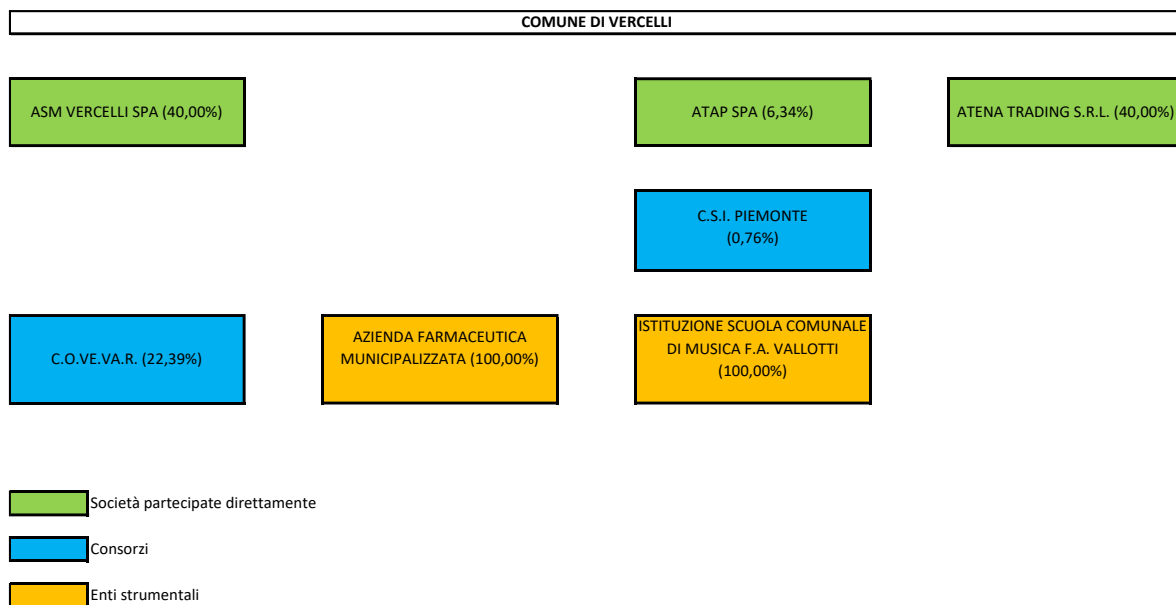 COMUNE DI VERCELLI
ASM VERCELLI SPA (40,00%)
ATAP SPA (6,34%)
ATENA TRADING S.R.L. (40,00%)
C.S.I. PIEMONTE
(0,76%)
C.O.VE.VA.R. (22,39%)
AZIENDA FARMACEUTICA
MUNICIPALIZZATA (100,00%)
ISTITUZIONE SCUOLA COMUNALE
DI MUSICA F.A. VALLOTTI
(100,00%)
Società partecipate direttamente
Consorzi
Enti strumentali